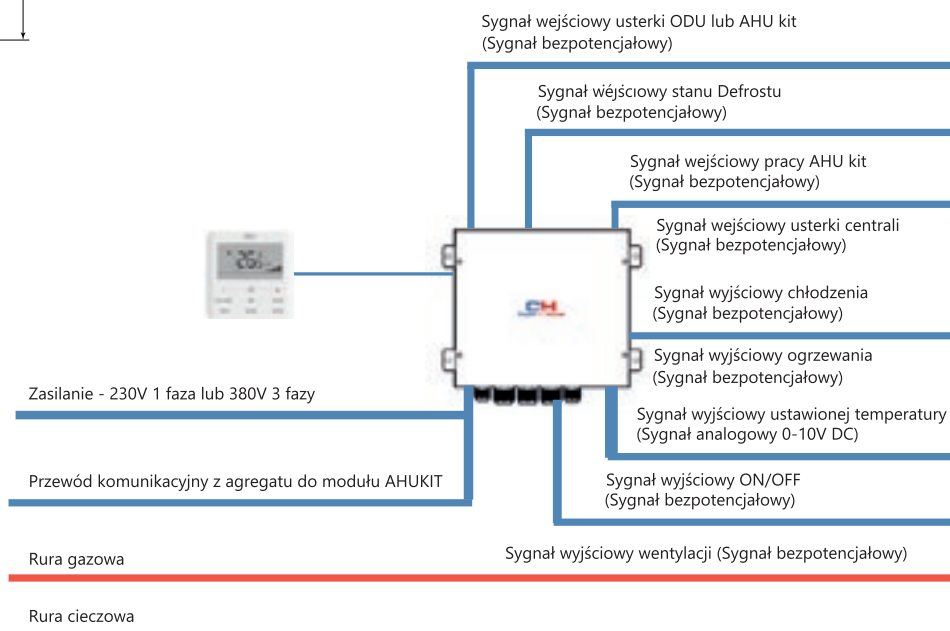 Sygnał wejściowy usterki ODU lub AHU kit
(Sygnał bezpotencjałowy)
Sygnał wejściowy stanu Defrostu
(Sygnał bezpotencjałowy)
Sygnał wejściowy pracy AHU kit
(Sygnał bezpotencjałowy)
Sygnał wejściowy usterki centrali
(Sygnał bezpotencjałowy)
Sygnał wyjściowy chłodzenia
(Sygnał bezpotencjałowy)
CH
Sygnał wyjściowy ogrzewania
(Sygnał bezpotencjałowy)
Zasilanie - 230V 1 faza lub 380V 3 fazy
Sygnał wyjściowy ustawionej temperatury
(Sygnał analogowy 0-10V DC)
Przewód komunikacyjny z agregatu do modułu AHUKIT
Sygnał wyjściowy ON/OFF
(Sygnał bezpotencjałowy)
Sygnał wyjściowy wentylacji (Sygnał bezpotencjałowy)
Rura gazowa
Rura cieczowa